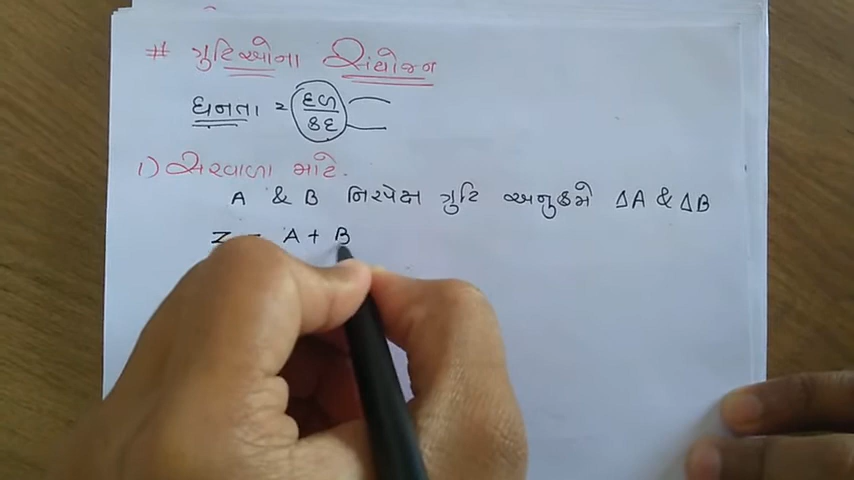 # ત્રુટિઓના સંયોજન
ઘનતા = દળ / કદ
1) સરવાળા માટે.
A & B નિરપેક્ષ ત્રુટિ અનુક્રમે ΔA & ΔB
Z = A + B